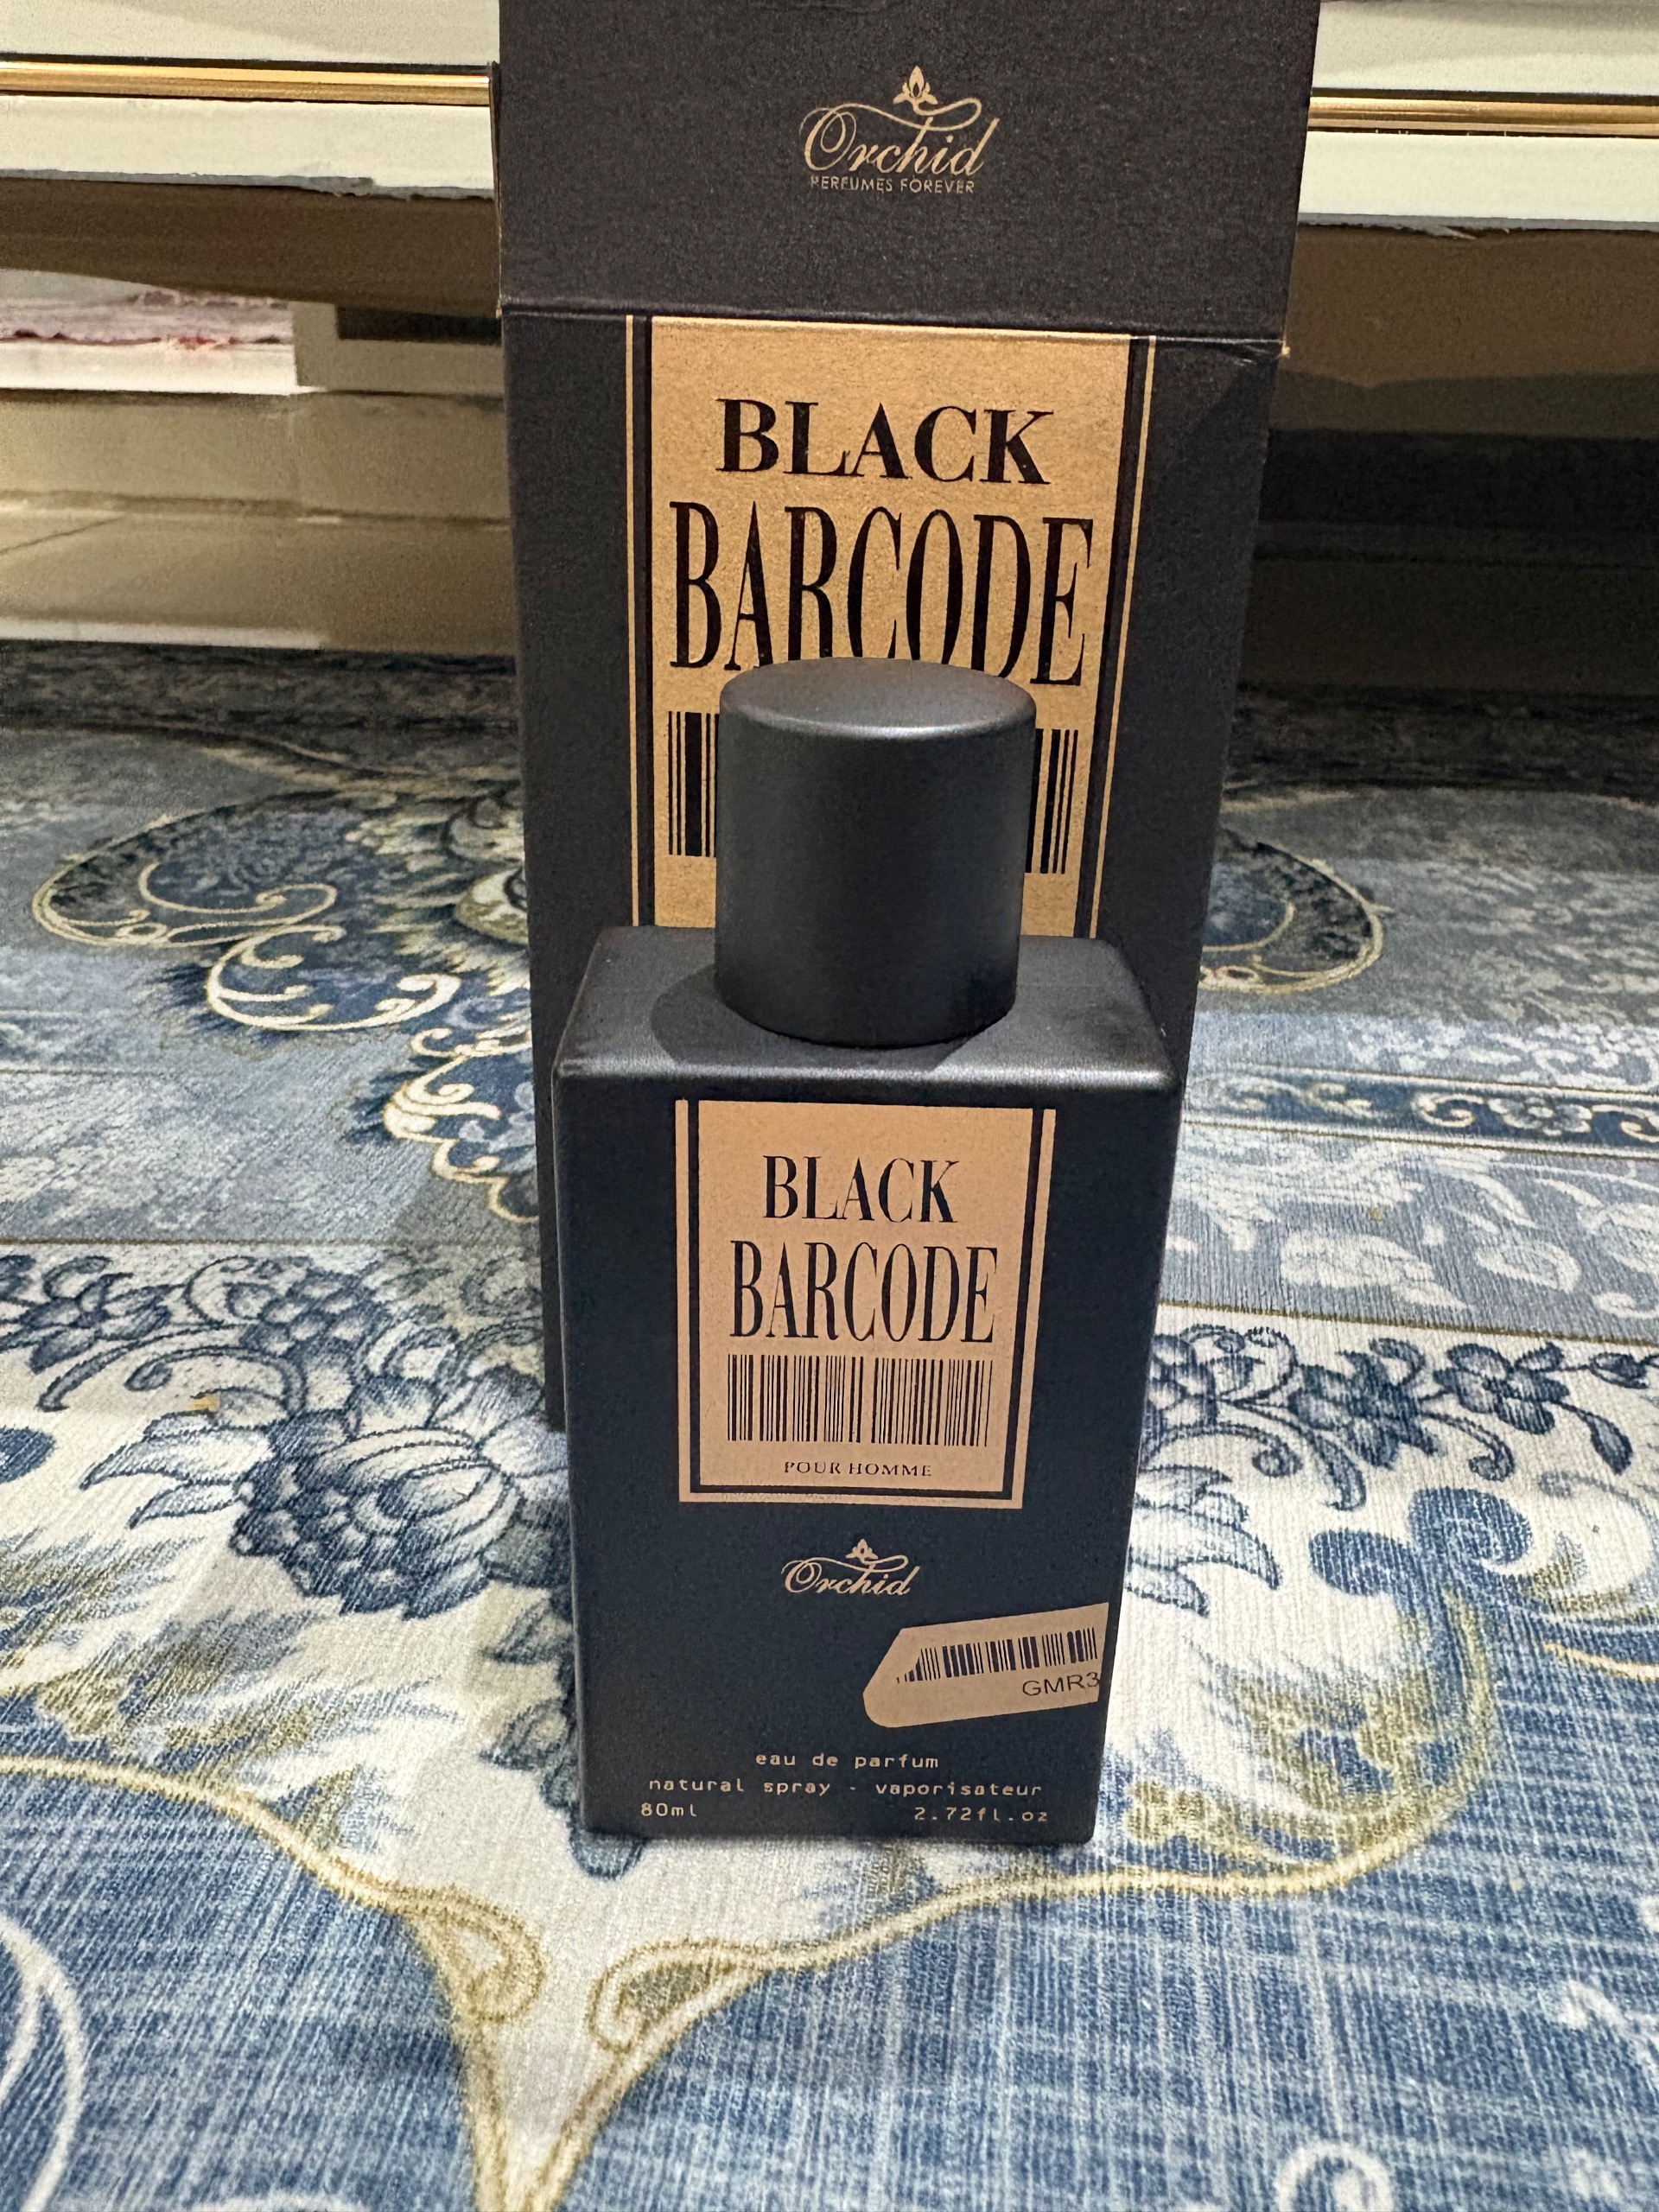 Orchid
PERFUMES FOREVER
BLACK
BARCODE
BLACK
BARCODE
POUR HOMME
Orchid
GMR3
eau de parfum
natural spray - vaporisateur
80ml 2.72fl.oz